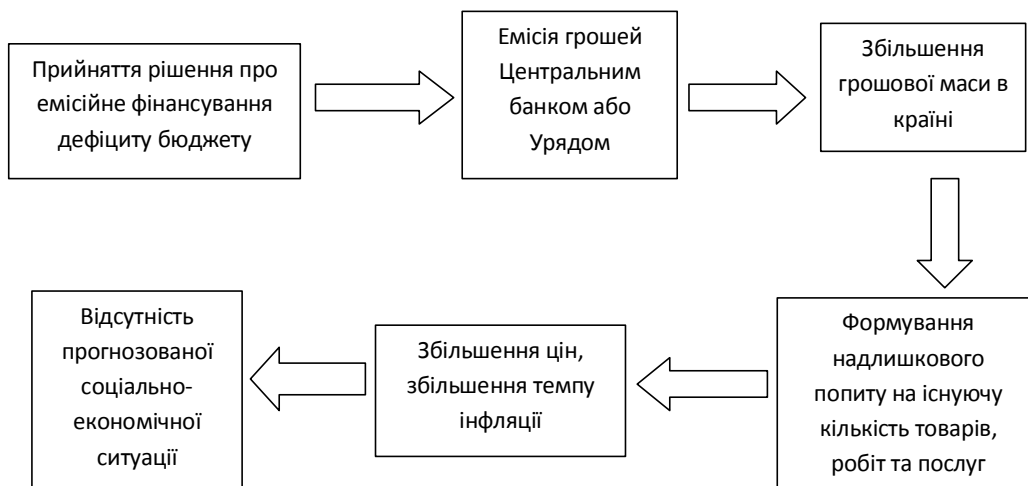 Прийняття рішення про
емісійне фінансування
дефіциту бюджету
Емісія грошей
Центральним
банком або
Урядом
Збільшення
грошової маси в
країні
Формування
надлишкового
попиту на існуючу
кількість товарів,
робіт та послуг
Збільшення цін,
збільшення темпу
інфляції
Відсутність
прогнозованої
соціально-
економічної
ситуації